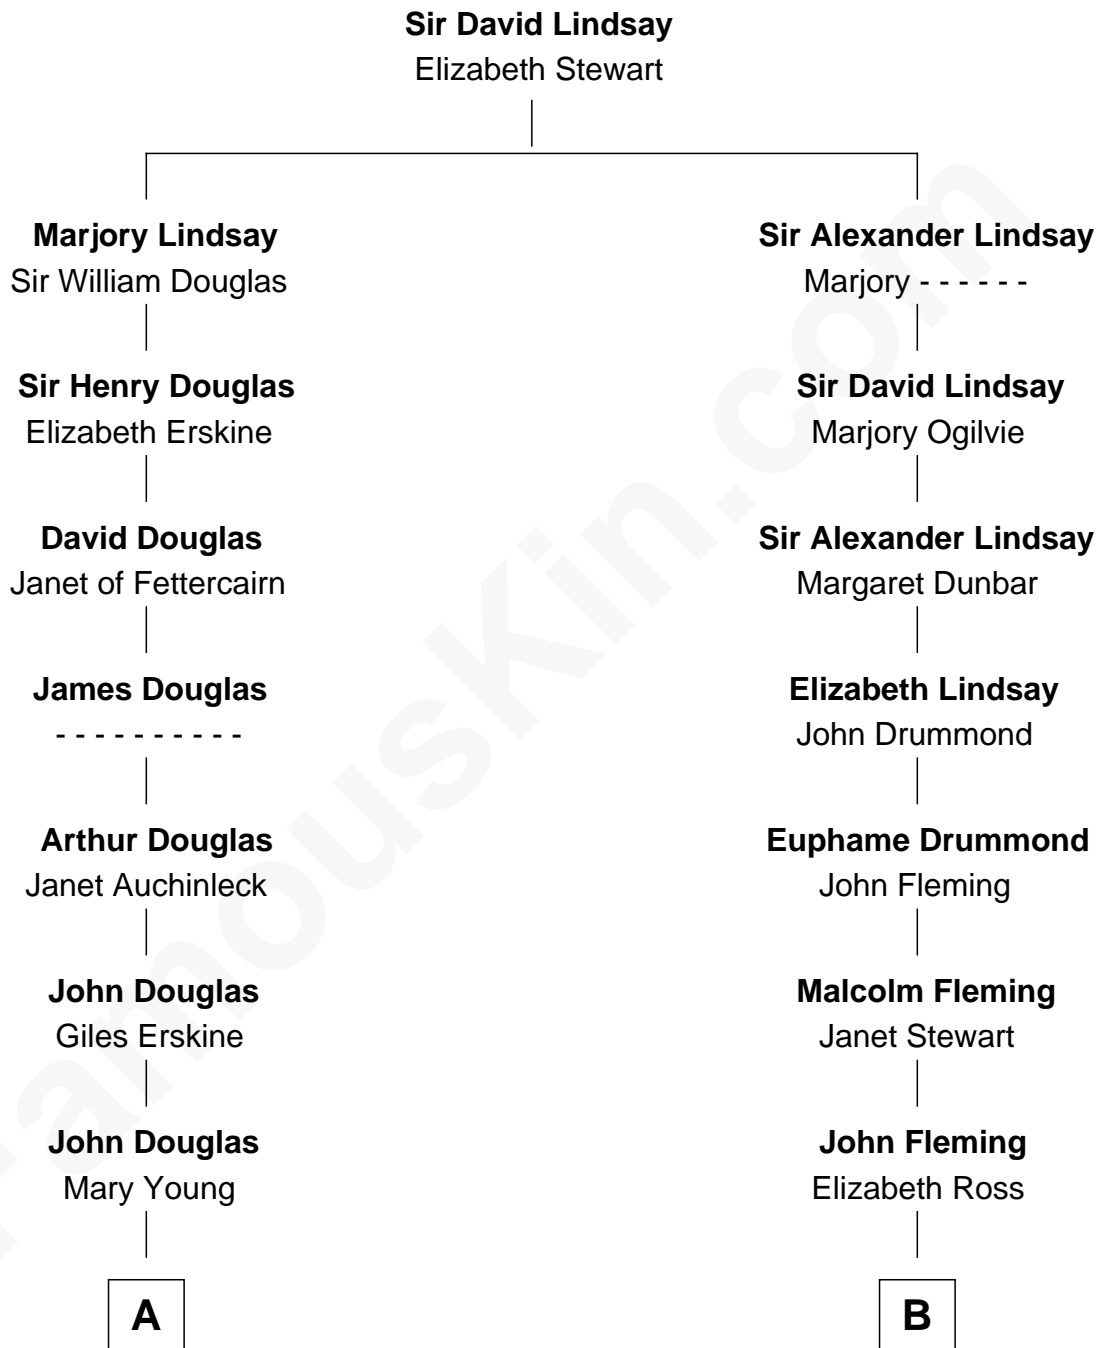 Sir David Lindsay
Elizabeth Stewart
Marjory Lindsay
Sir William Douglas
Sir Alexander Lindsay
Marjory - - - - - -
Sir Henry Douglas
Elizabeth Erskine
Sir David Lindsay
Marjory Ogilvie
David Douglas
Janet of Fettercairn
Sir Alexander Lindsay
Margaret Dunbar
James Douglas
- - - - - - - - - -
Elizabeth Lindsay
John Drummond
Arthur Douglas
Janet Auchinleck
Euphame Drummond
John Fleming
John Douglas
Giles Erskine
Malcolm Fleming
Janet Stewart
John Douglas
Mary Young
John Fleming
Elizabeth Ross
A
B
FamousKin.com